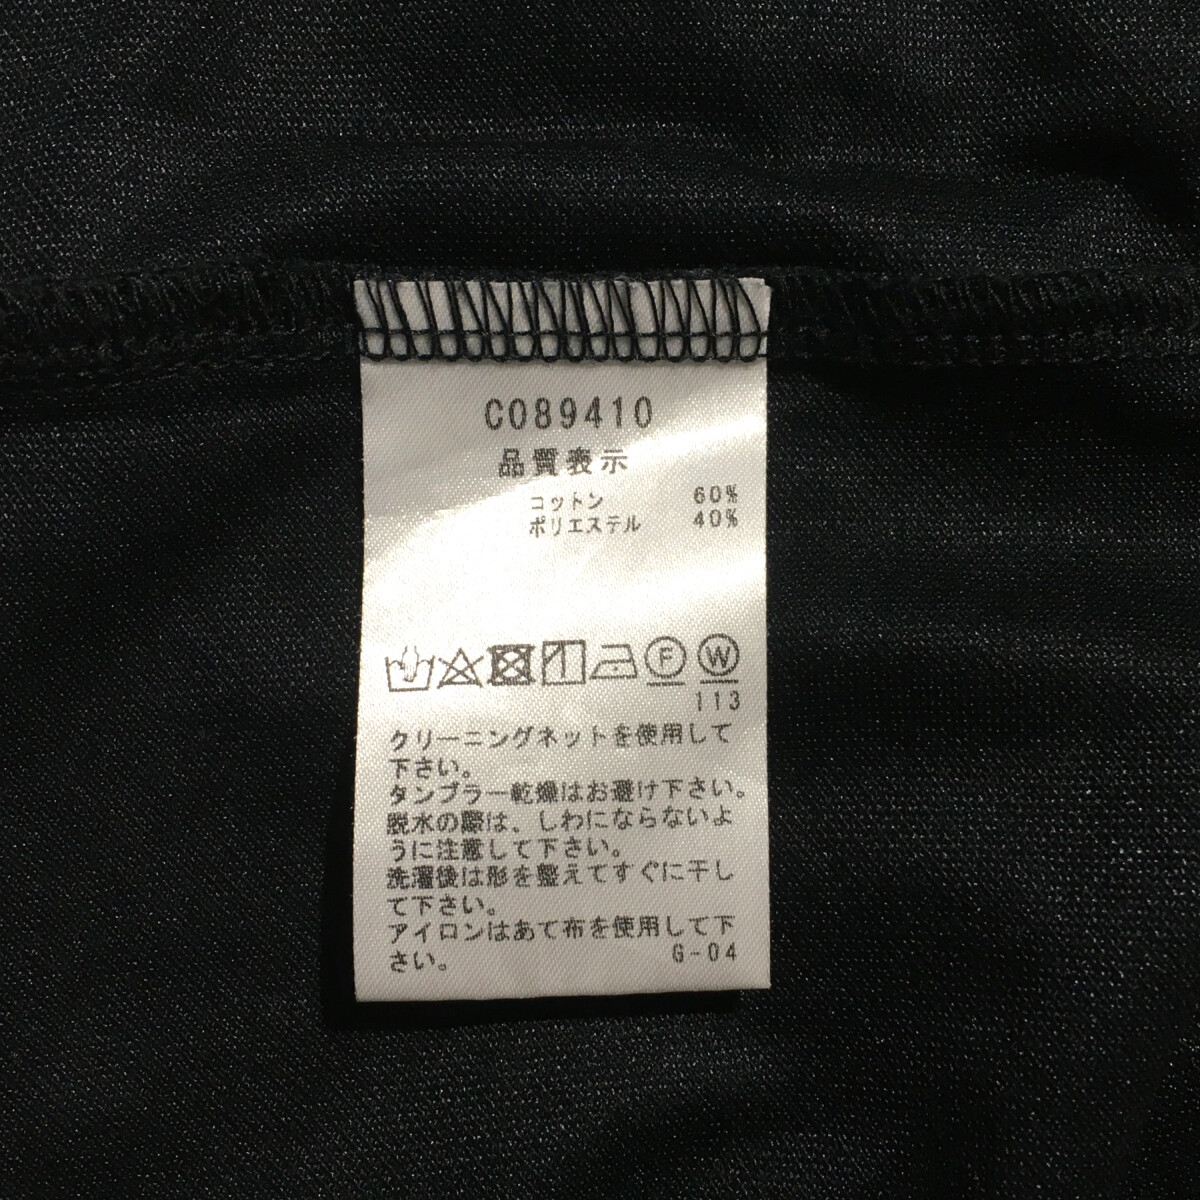 C089410
品質表示
コットン 60%
ポリエステル 40%
F W
113
クリーニングネットを使用して
下さい。
タンブラー乾燥はお避け下さい。
脱水の際は、しわにならないよ
うに注意して下さい。
洗濯後は形を整えてすぐに干し
て下さい。
アイロンはあて布を使用して下
さい。 G-04